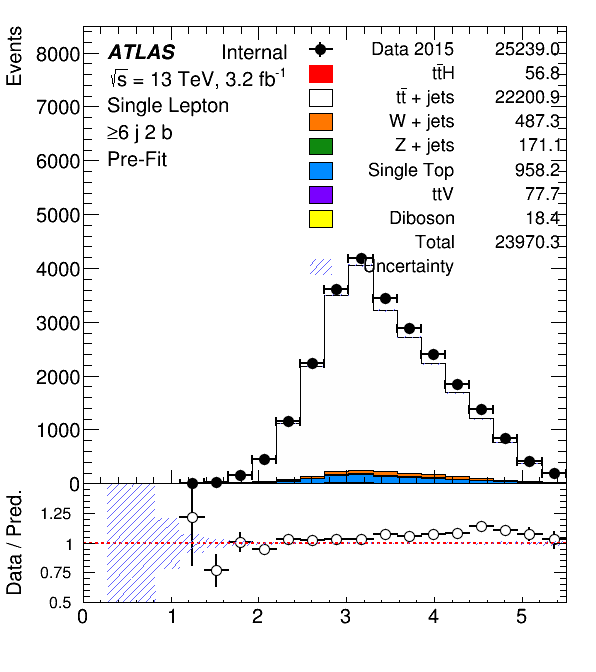 Events
8000
7000
6000
5000
4000
3000
2000
1000
0
ATLAS Internal
√s = 13 TeV, 3.2 fb⁻¹
Single Lepton
≥6 j 2 b
Pre-Fit
Data 2015 25239.0
tt̄H 56.8
tt̄ + jets 22200.9
W + jets 487.3
Z + jets 171.1
Single Top 958.2
ttV 77.7
Diboson 18.4
Total 23970.3
Uncertainty
Data / Pred.
1.25
1
0.75
0.5
0 1 2 3 4 5